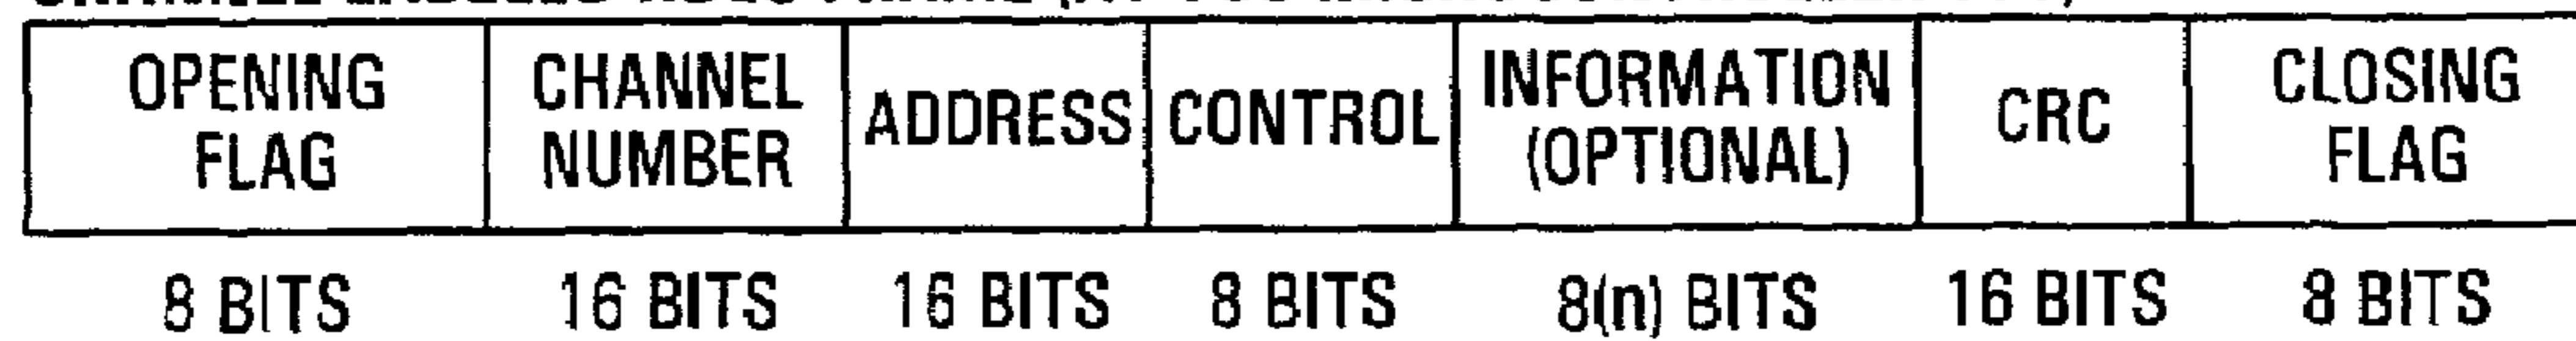 OPENING FLAG
CHANNEL NUMBER
ADDRESS
CONTROL
INFORMATION (OPTIONAL)
CRC
CLOSING FLAG
8 BITS 16 BITS 16 BITS 8 BITS 8(n) BITS 16 BITS 8 BITS